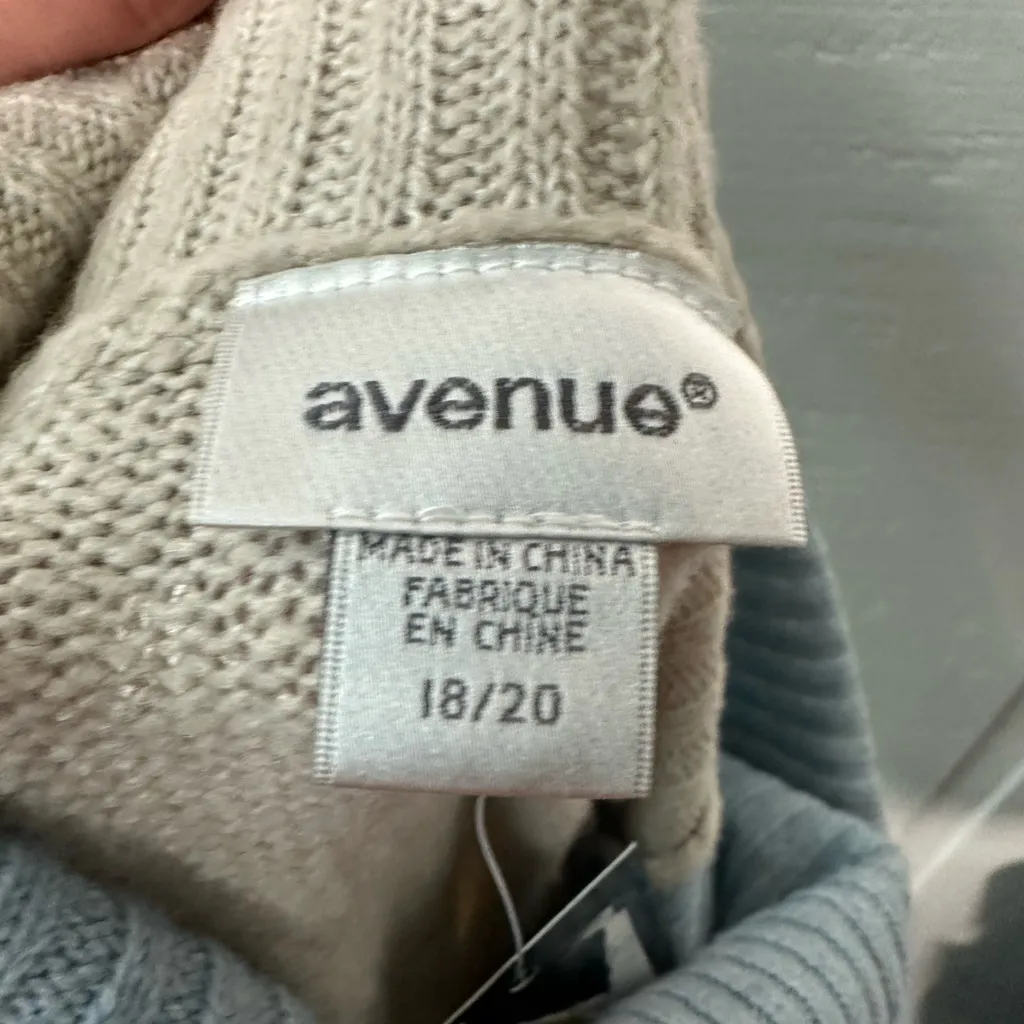 avenue®
MADE IN CHINA
FABRIQUE
EN CHINE
18/20